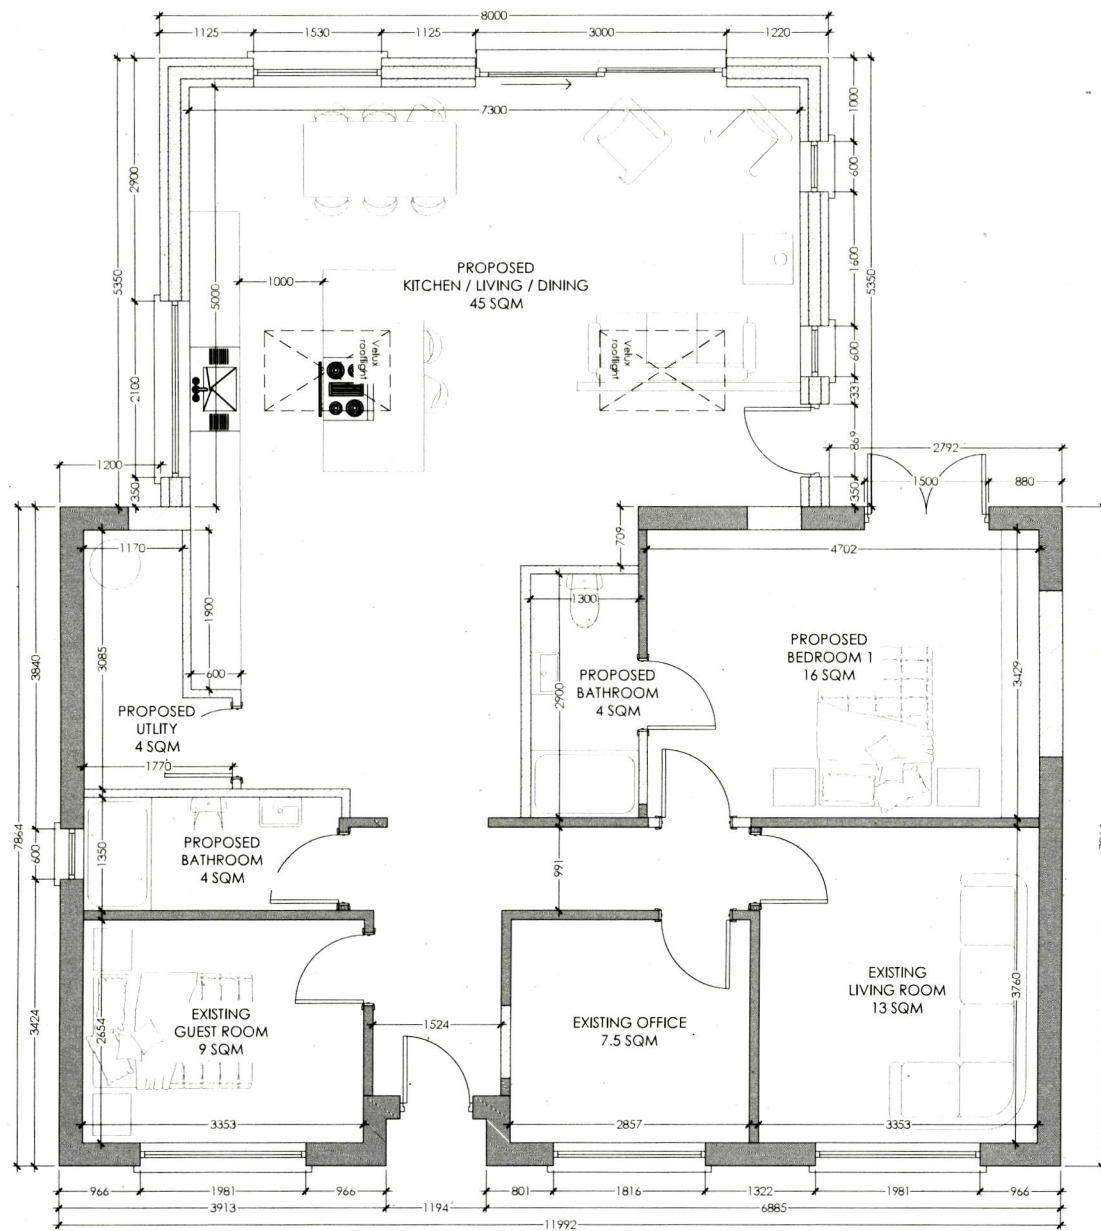 8000
1125
1530
1125
3000
1220
7300
5350
2900
5000
1000
PROPOSED
KITCHEN / LIVING / DINING
45 SQM
1000
600
1600
5350
Velux
rooflight
Velux
rooflight
2100
600
331
869
350
1200
350
2792
1500
880
1170
709
4702
1900
1300
3085
3840
600
PROPOSED
UTLITY
4 SQM
1770
2900
PROPOSED
BATHROOM
4 SQM
PROPOSED
BEDROOM 1
16 SQM
3429
7864
600
1350
PROPOSED
BATHROOM
4 SQM
991
3424
2654
EXISTING
GUEST ROOM
9 SQM
1524
EXISTING OFFICE
7.5 SQM
EXISTING
LIVING ROOM
13 SQM
3760
3353
2857
3353
966
1981
966
801
1816
1322
1981
966
3913
1194
6885
11992